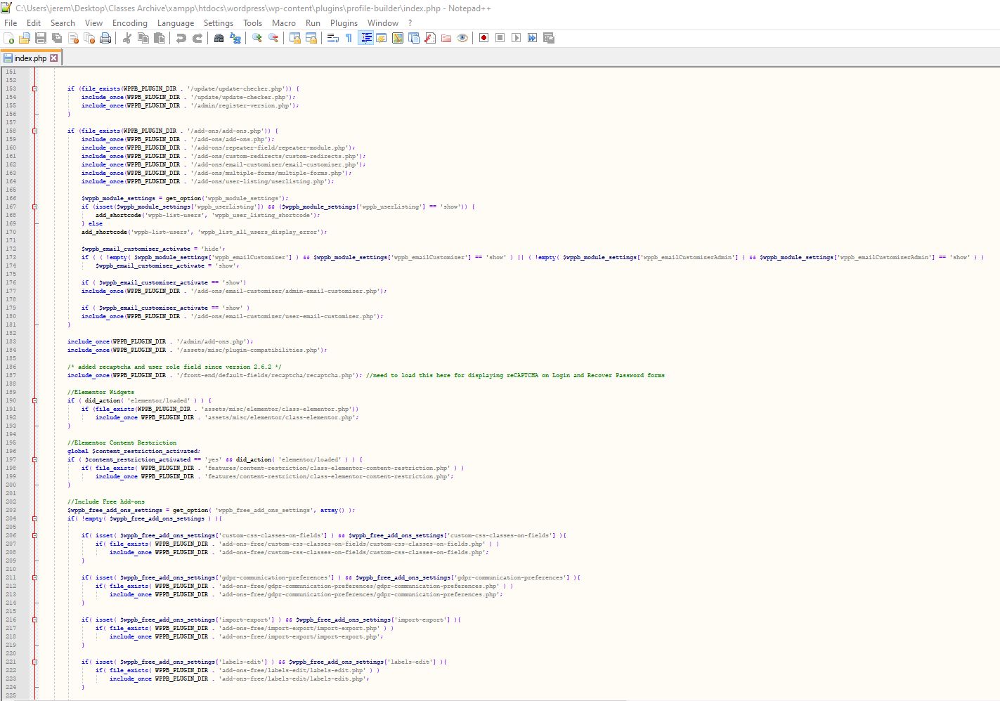 C:\Users\jerem\Desktop\Classes Archive\xampp\htdocs\wordpress\wp-content\plugins\profile-builder\index.php - Notepad++
File Edit Search View Encoding Language Settings Tools Macro Run Plugins Window ?
index.php
151
152
153 if (file_exists(WPPB_PLUGIN_DIR . '/update/update-checker.php')) {
154 include_once(WPPB_PLUGIN_DIR . '/update/update-checker.php');
155 include_once(WPPB_PLUGIN_DIR . '/admin/register-version.php');
156 }
157
158 if (file_exists(WPPB_PLUGIN_DIR . '/add-ons/add-ons.php')) {
159 include_once(WPPB_PLUGIN_DIR . '/add-ons/add-ons.php');
160 include_once(WPPB_PLUGIN_DIR . '/add-ons/repeater-field/repeater-module.php');
161 include_once(WPPB_PLUGIN_DIR . '/add-ons/custom-redirects/custom-redirects.php');
162 include_once(WPPB_PLUGIN_DIR . '/add-ons/email-customiser/email-customiser.php');
163 include_once(WPPB_PLUGIN_DIR . '/add-ons/multiple-forms/multiple-forms.php');
164 include_once(WPPB_PLUGIN_DIR . '/add-ons/user-listing/userlisting.php');
165
166 $wppb_module_settings = get_option('wppb_module_settings');
167 if (isset($wppb_module_settings['wppb_userListing']) && ($wppb_module_settings['wppb_userListing'] == 'show')) {
168 add_shortcode('wppb-list-users', 'wppb_user_listing_shortcode');
169 } else
170 add_shortcode('wppb-list-users', 'wppb_list_all_users_display_error');
171
172 $wppb_email_customizer_activate = 'hide';
173 if ( ( !empty( $wppb_module_settings['wppb_emailCustomizer'] ) && $wppb_module_settings['wppb_emailCustomizer'] == 'show' ) || ( !empty( $wppb_module_settings['wppb_emailCustomizerAdmin'] ) && $wppb_module_settings['wppb_emailCustomizerAdmin'] == 'show' ) )
174 $wppb_email_customizer_activate = 'show';
175
176 if ( $wppb_email_customizer_activate == 'show')
177 include_once(WPPB_PLUGIN_DIR . '/add-ons/email-customizer/admin-email-customizer.php');
178
179 if ( $wppb_email_customizer_activate == 'show' )
180 include_once(WPPB_PLUGIN_DIR . '/add-ons/email-customizer/user-email-customizer.php');
181 }
182
183 include_once(WPPB_PLUGIN_DIR . '/admin/add-ons.php');
184 include_once(WPPB_PLUGIN_DIR . '/assets/misc/plugin-compatibilities.php');
185
186 /* added recaptcha and user role field since version 2.6.2 */
187 include_once(WPPB_PLUGIN_DIR . '/front-end/default-fields/recaptcha/recaptcha.php'); //need to load this here for displaying reCAPTCHA on Login and Recover Password forms
188
189 //Elementor Widgets
190 if ( did_action( 'elementor/loaded' ) ) {
191 if (file_exists(WPPB_PLUGIN_DIR . 'assets/misc/elementor/class-elementor.php'))
192 include_once WPPB_PLUGIN_DIR . 'assets/misc/elementor/class-elementor.php';
193 }
194
195 //Elementor Content Restriction
196 global $content_restriction_activated;
197 if ( $content_restriction_activated == 'yes' && did_action( 'elementor/loaded' ) ) {
198 if( file_exists( WPPB_PLUGIN_DIR . 'features/content-restriction/class-elementor-content-restriction.php' ) )
199 include_once WPPB_PLUGIN_DIR . 'features/content-restriction/class-elementor-content-restriction.php';
200 }
201
202 //Include Free Add-ons
203 $wppb_free_add_ons_settings = get_option( 'wppb_free_add_ons_settings', array() );
204 if( !empty( $wppb_free_add_ons_settings ) ){
205
206 if( isset( $wppb_free_add_ons_settings['custom-css-classes-on-fields'] ) && $wppb_free_add_ons_settings['custom-css-classes-on-fields'] ){
207 if( file_exists( WPPB_PLUGIN_DIR . 'add-ons-free/custom-css-classes-on-fields/custom-css-classes-on-fields.php' ) )
208 include_once WPPB_PLUGIN_DIR . 'add-ons-free/custom-css-classes-on-fields/custom-css-classes-on-fields.php';
209 }
210
211 if( isset( $wppb_free_add_ons_settings['gdpr-communication-preferences'] ) && $wppb_free_add_ons_settings['gdpr-communication-preferences'] ){
212 if( file_exists( WPPB_PLUGIN_DIR . 'add-ons-free/gdpr-communication-preferences/gdpr-communication-preferences.php' ) )
213 include_once WPPB_PLUGIN_DIR . 'add-ons-free/gdpr-communication-preferences/gdpr-communication-preferences.php';
214 }
215
216 if( isset( $wppb_free_add_ons_settings['import-export'] ) && $wppb_free_add_ons_settings['import-export'] ){
217 if( file_exists( WPPB_PLUGIN_DIR . 'add-ons-free/import-export/import-export.php' ) )
218 include_once WPPB_PLUGIN_DIR . 'add-ons-free/import-export/import-export.php';
219 }
220
221 if( isset( $wppb_free_add_ons_settings['labels-edit'] ) && $wppb_free_add_ons_settings['labels-edit'] ){
222 if( file_exists( WPPB_PLUGIN_DIR . 'add-ons-free/labels-edit/labels-edit.php' ) )
223 include_once WPPB_PLUGIN_DIR . 'add-ons-free/labels-edit/labels-edit.php';
224 }
225